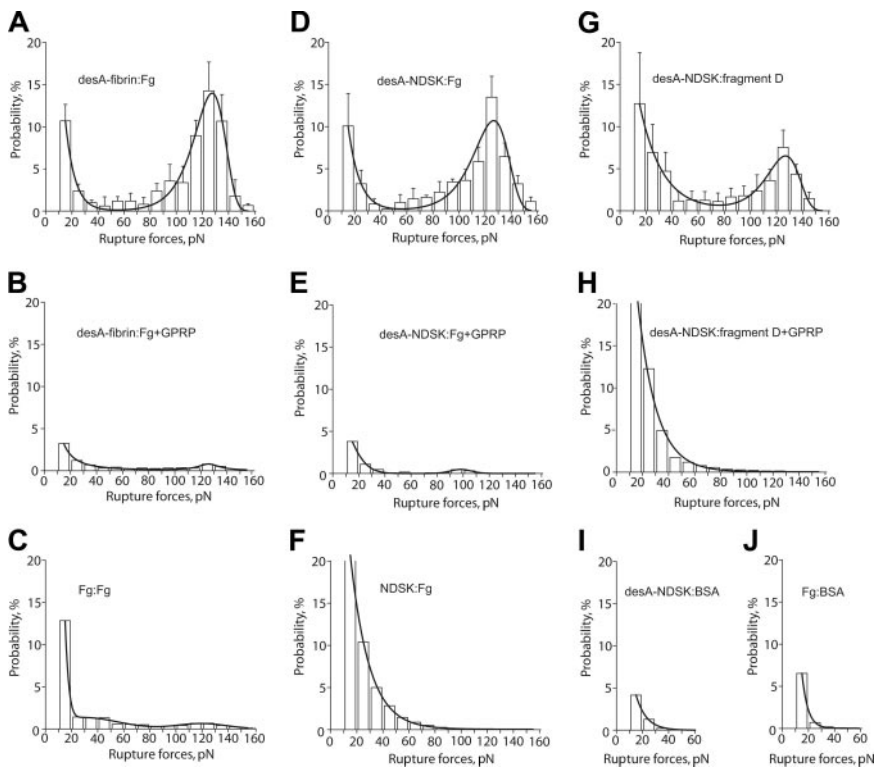 A
Probability, %
20
15
10
5
0
desA-fibrin:Fg
0 20 40 60 80 100 120 140 160
Rupture forces, pN
D
Probability, %
20
15
10
5
0
desA-NDSK:Fg
0 20 40 60 80 100 120 140 160
Rupture forces, pN
G
Probability, %
20
15
10
5
0
desA-NDSK:fragment D
0 20 40 60 80 100 120 140 160
Rupture forces, pN
B
Probability, %
20
15
10
5
0
desA-fibrin:Fg+GPRP
0 20 40 60 80 100 120 140 160
Rupture forces, pN
E
Probability, %
20
15
10
5
0
desA-NDSK:Fg+GPRP
0 20 40 60 80 100 120 140 160
Rupture forces, pN
H
Probability, %
20
15
10
5
0
desA-NDSK:fragment D+GPRP
0 20 40 60 80 100 120 140 160
Rupture forces, pN
C
Probability, %
20
15
10
5
0
Fg:Fg
0 20 40 60 80 100 120 140 160
Rupture forces, pN
F
Probability, %
20
15
10
5
0
NDSK:Fg
0 20 40 60 80 100 120 140 160
Rupture forces, pN
I
Probability, %
20
15
10
5
0
desA-NDSK:BSA
0 20 40 60
Rupture forces, pN
J
Probability, %
20
15
10
5
0
Fg:BSA
0 20 40 60
Rupture forces, pN